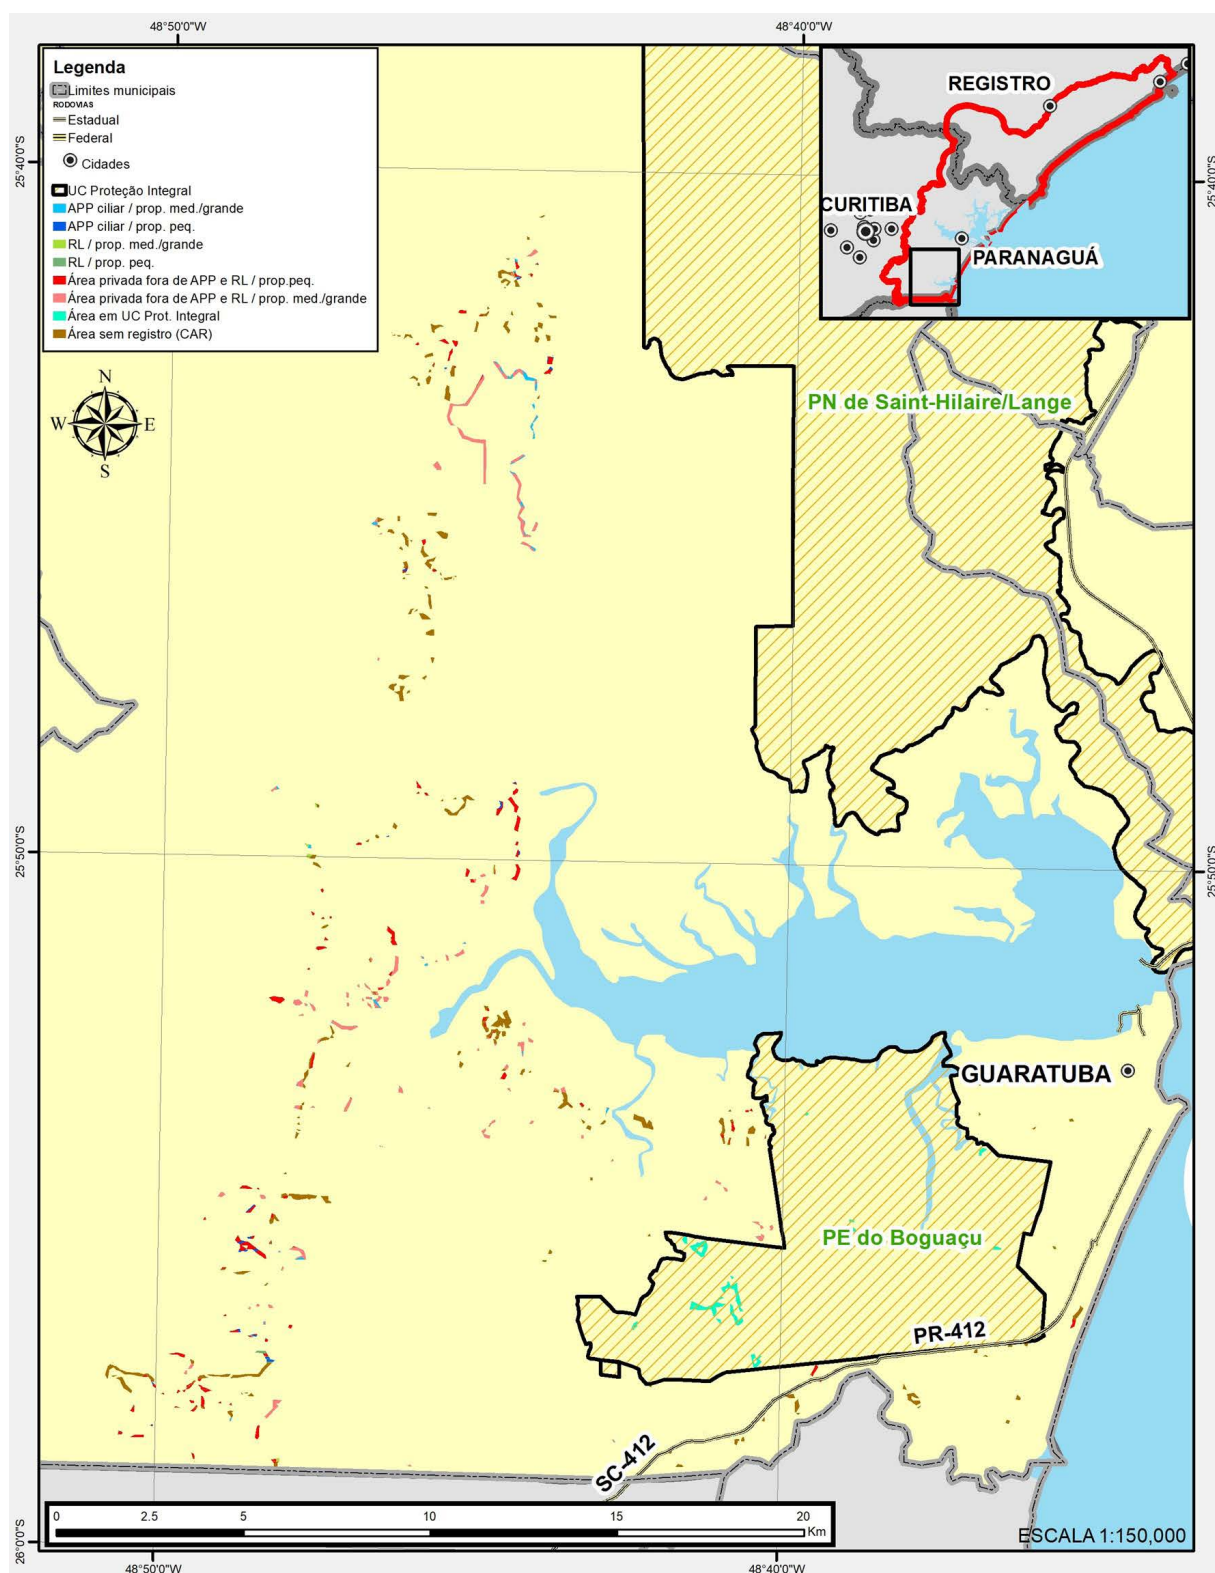 48°50'0"W
48°40'0"W
Legenda
Limites municipais
RODOVIAS
Estadual
Federal
Cidades
UC Proteção Integral
APP ciliar / prop. med./grande
APP ciliar / prop. peq.
RL / prop. med./grande
RL / prop. peq.
Área privada fora de APP e RL / prop.peq.
Área privada fora de APP e RL / prop. med./grande
Área em UC Prot. Integral
Área sem registro (CAR)
REGISTRO
CURITIBA
PARANAGUÁ
25°40'0"S
25°40'0"S
N
W
E
S
PN de Saint-Hilaire/Lange
25°50'0"S
25°50'0"S
GUARATUBA
PE do Boguaçu
PR-412
SC-412
0
2.5
5
10
15
20
Km
ESCALA 1:150,000
26°0'0"S
48°50'0"W
48°40'0"W